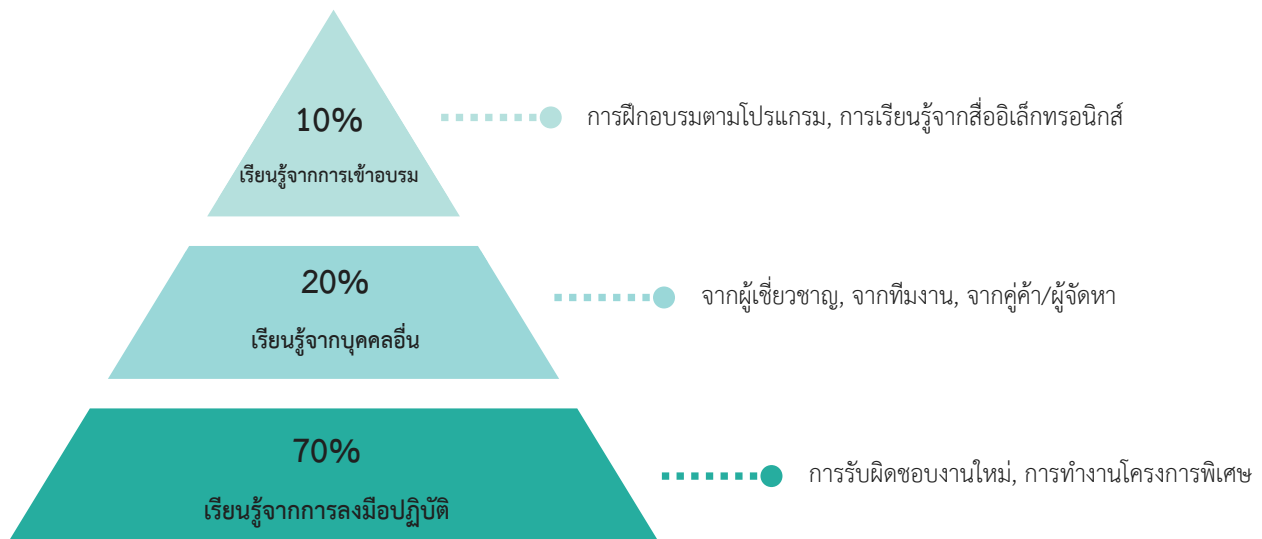 10%
เรียนรู้จากการเข้าอบรม
การฝึกอบรมตามโปรแกรม, การเรียนรู้จากสื่ออิเล็กทรอนิกส์
20%
เรียนรู้จากบุคคลอื่น
จากผู้เชี่ยวชาญ, จากทีมงาน, จากคู่ค้า/ผู้จัดหา
70%
เรียนรู้จากการลงมือปฏิบัติ
การรับผิดชอบงานใหม่, การทำงานโครงการพิเศษ